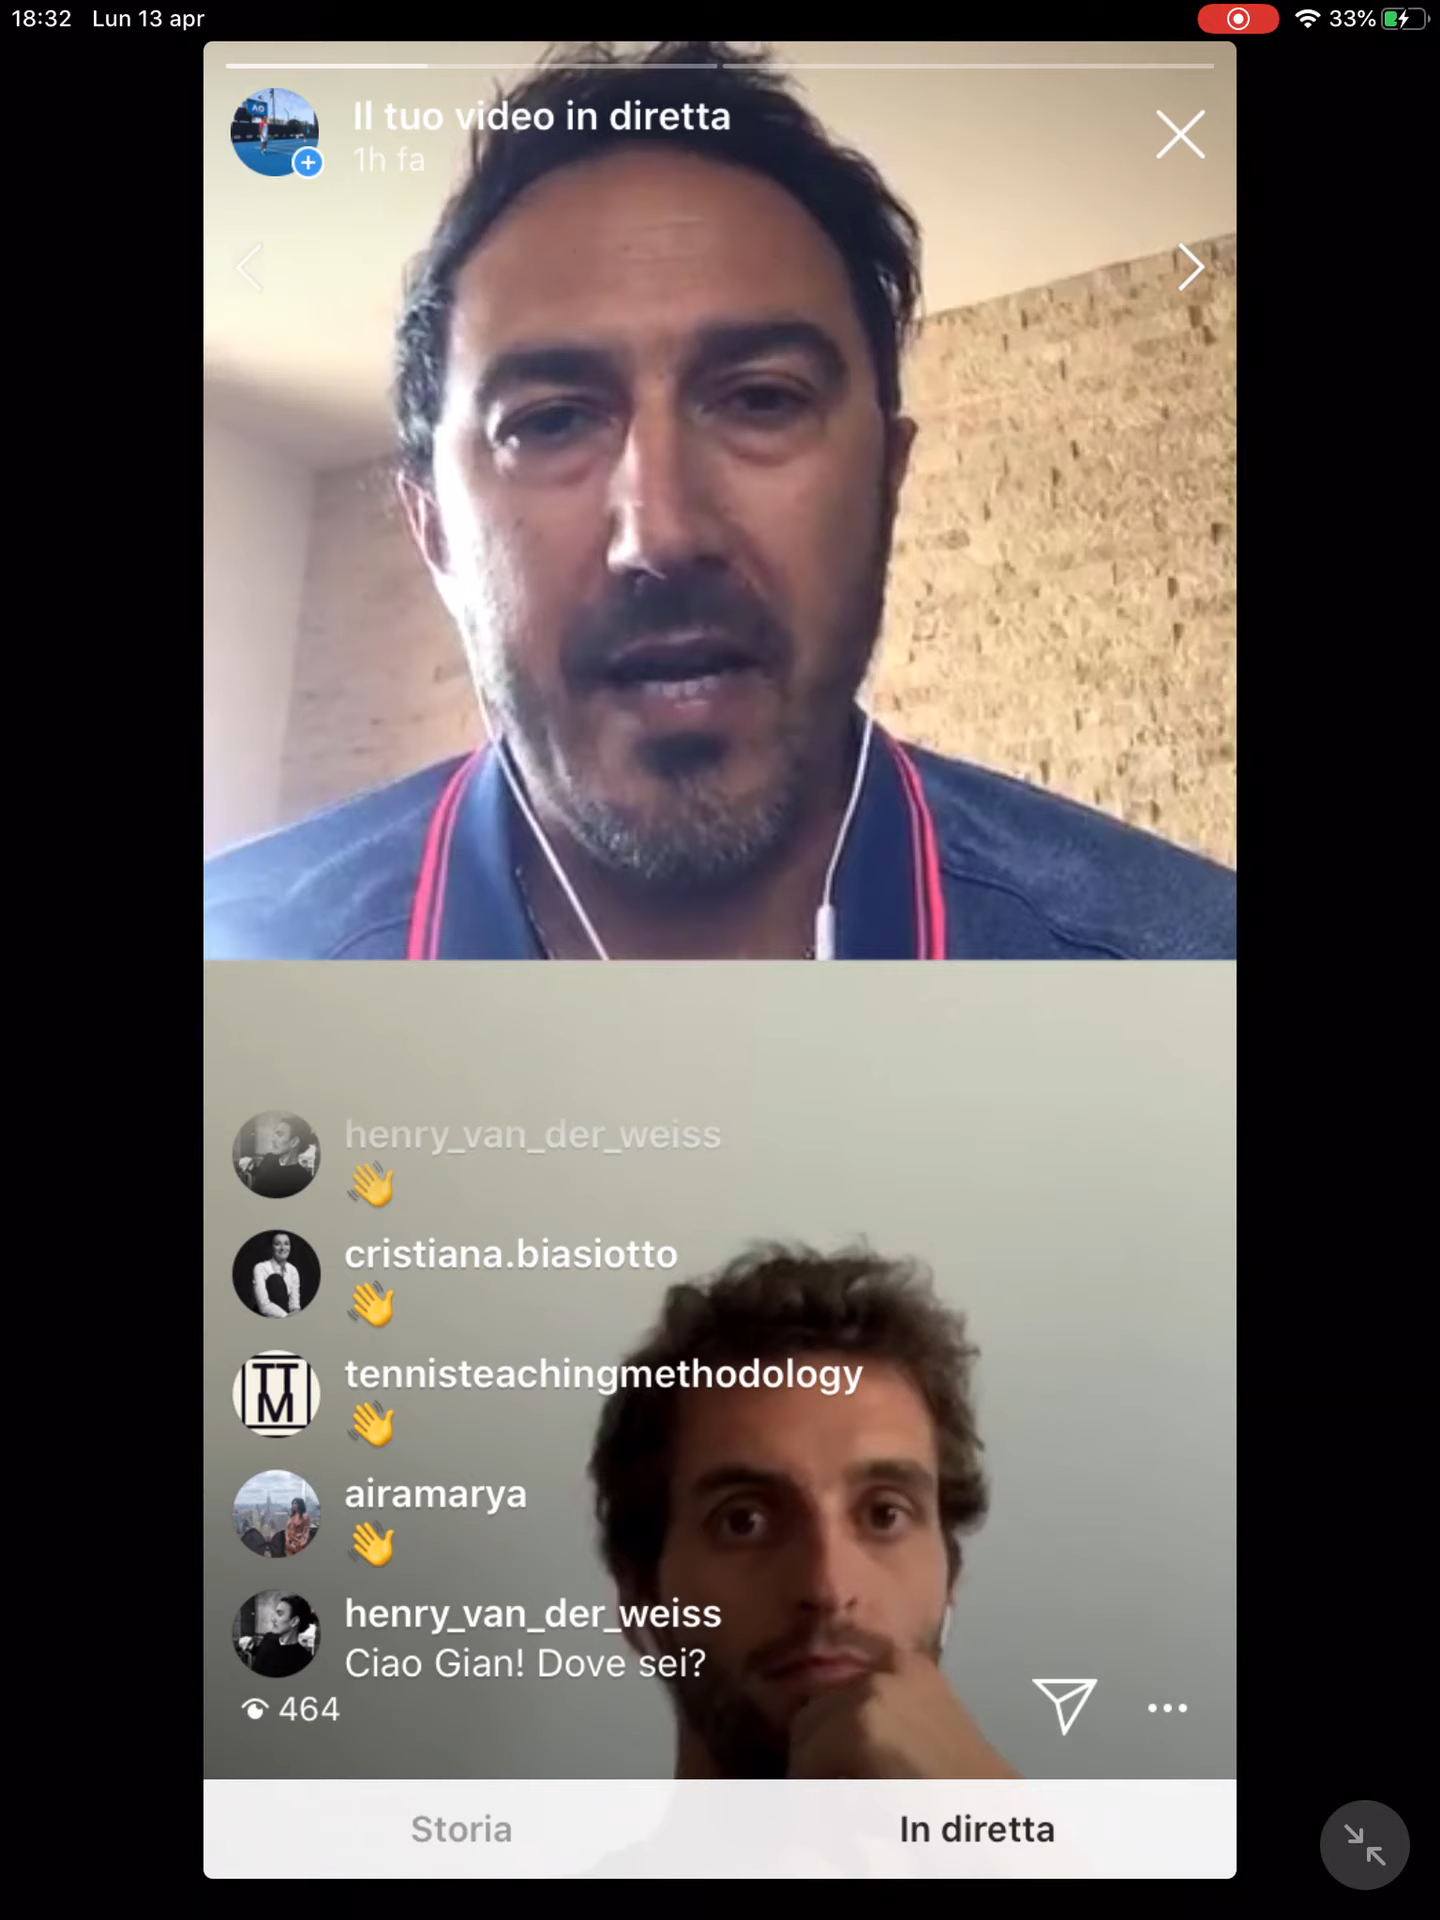 18:32 Lun 13 apr
33%
Il tuo video in diretta
1h fa
henry_van_der_weiss
👋
cristiana.biasiotto
👋
tennisteachingmethodology
👋
TTM
airamarya
👋
henry_van_der_weiss
Ciao Gian! Dove sei?
464
Storia
In diretta